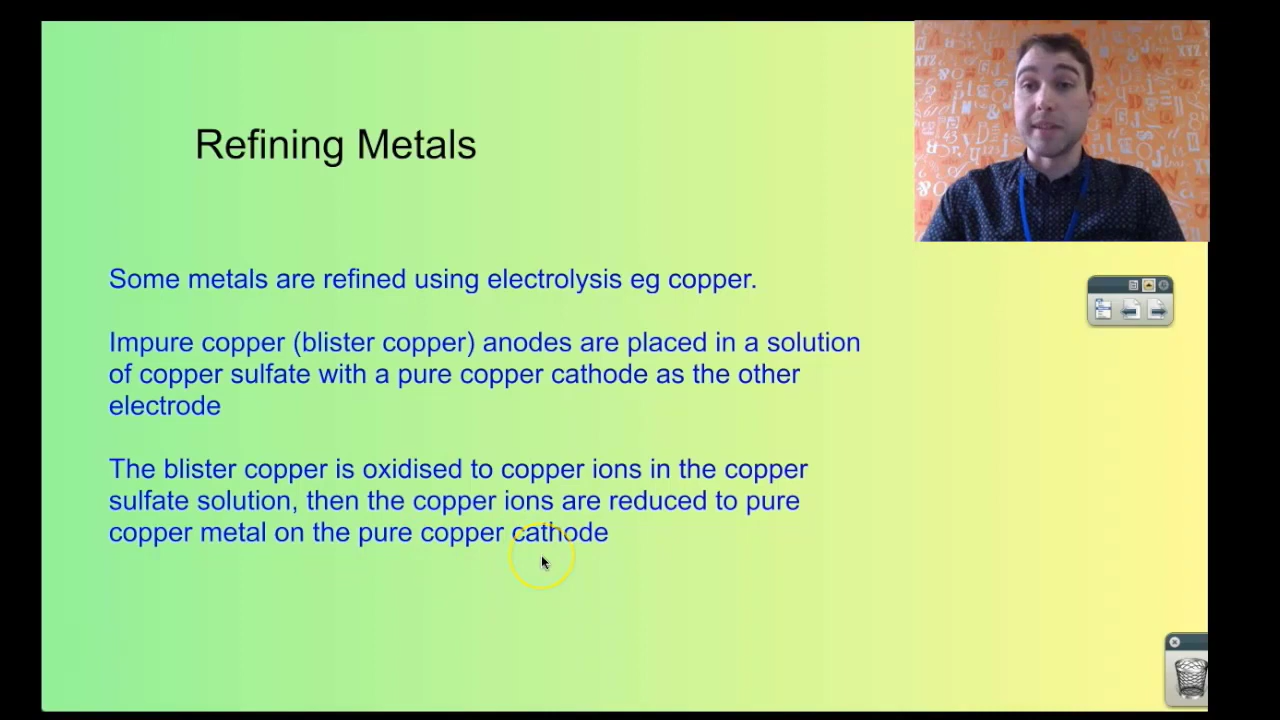 Refining Metals
Some metals are refined using electrolysis eg copper.
Impure copper (blister copper) anodes are placed in a solution
of copper sulfate with a pure copper cathode as the other
electrode
The blister copper is oxidised to copper ions in the copper
sulfate solution, then the copper ions are reduced to pure
copper metal on the pure copper cathode